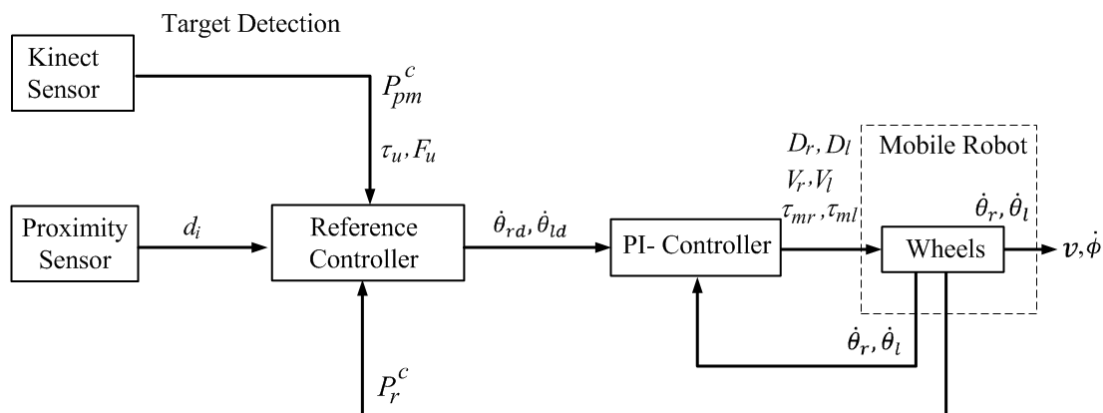 Target Detection
Kinect
Sensor
P_{pm}^{c}
τ_u, F_u
Proximity
Sensor
d_i
Reference
Controller
θ̇_{rd}, θ̇_{ld}
PI- Controller
D_r, D_l
V_r, V_l
τ_{mr}, τ_{ml}
Mobile Robot
θ̇_r, θ̇_l
Wheels
v, ϕ̇
θ̇_r, θ̇_l
P_r^c